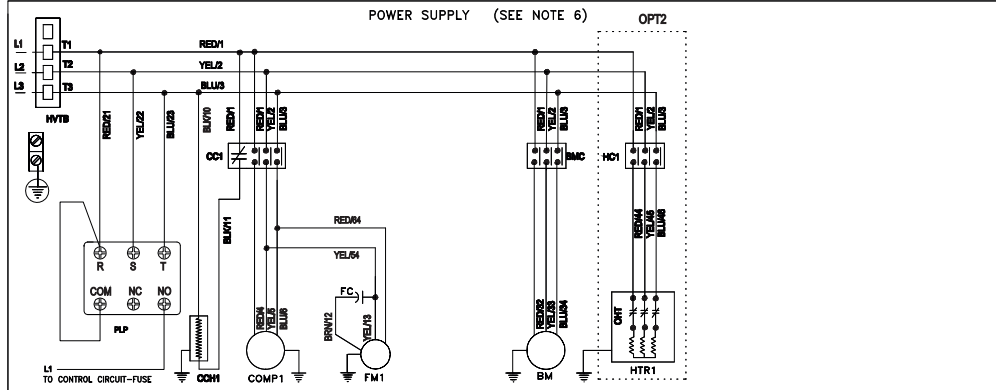 POWER SUPPLY (SEE NOTE 6)
OPT2
L1
T1
RED/1
L2
T2
YEL/2
L3
T3
BLU/3
HVTB
RED/21
YEL/22
BLU/23
BLK/10
RED/1
RED/1
YEL/2
BLU/3
RED/1
YEL/2
BLU/3
RED/1
YEL/2
BLU/3
CC1
BMC
HC1
BLK/11
RED/64
YEL/54
RED/44
YEL/45
BLU/46
R
S
T
COM
NC
NO
PLP
FC
BRN/12
YEL/13
RED/4
YEL/5
BLU/6
RED/32
YEL/33
BLU/34
OHT
L1
TO CONTROL CIRCUIT-FUSE
CCH1
COMP1
FM1
BM
HTR1